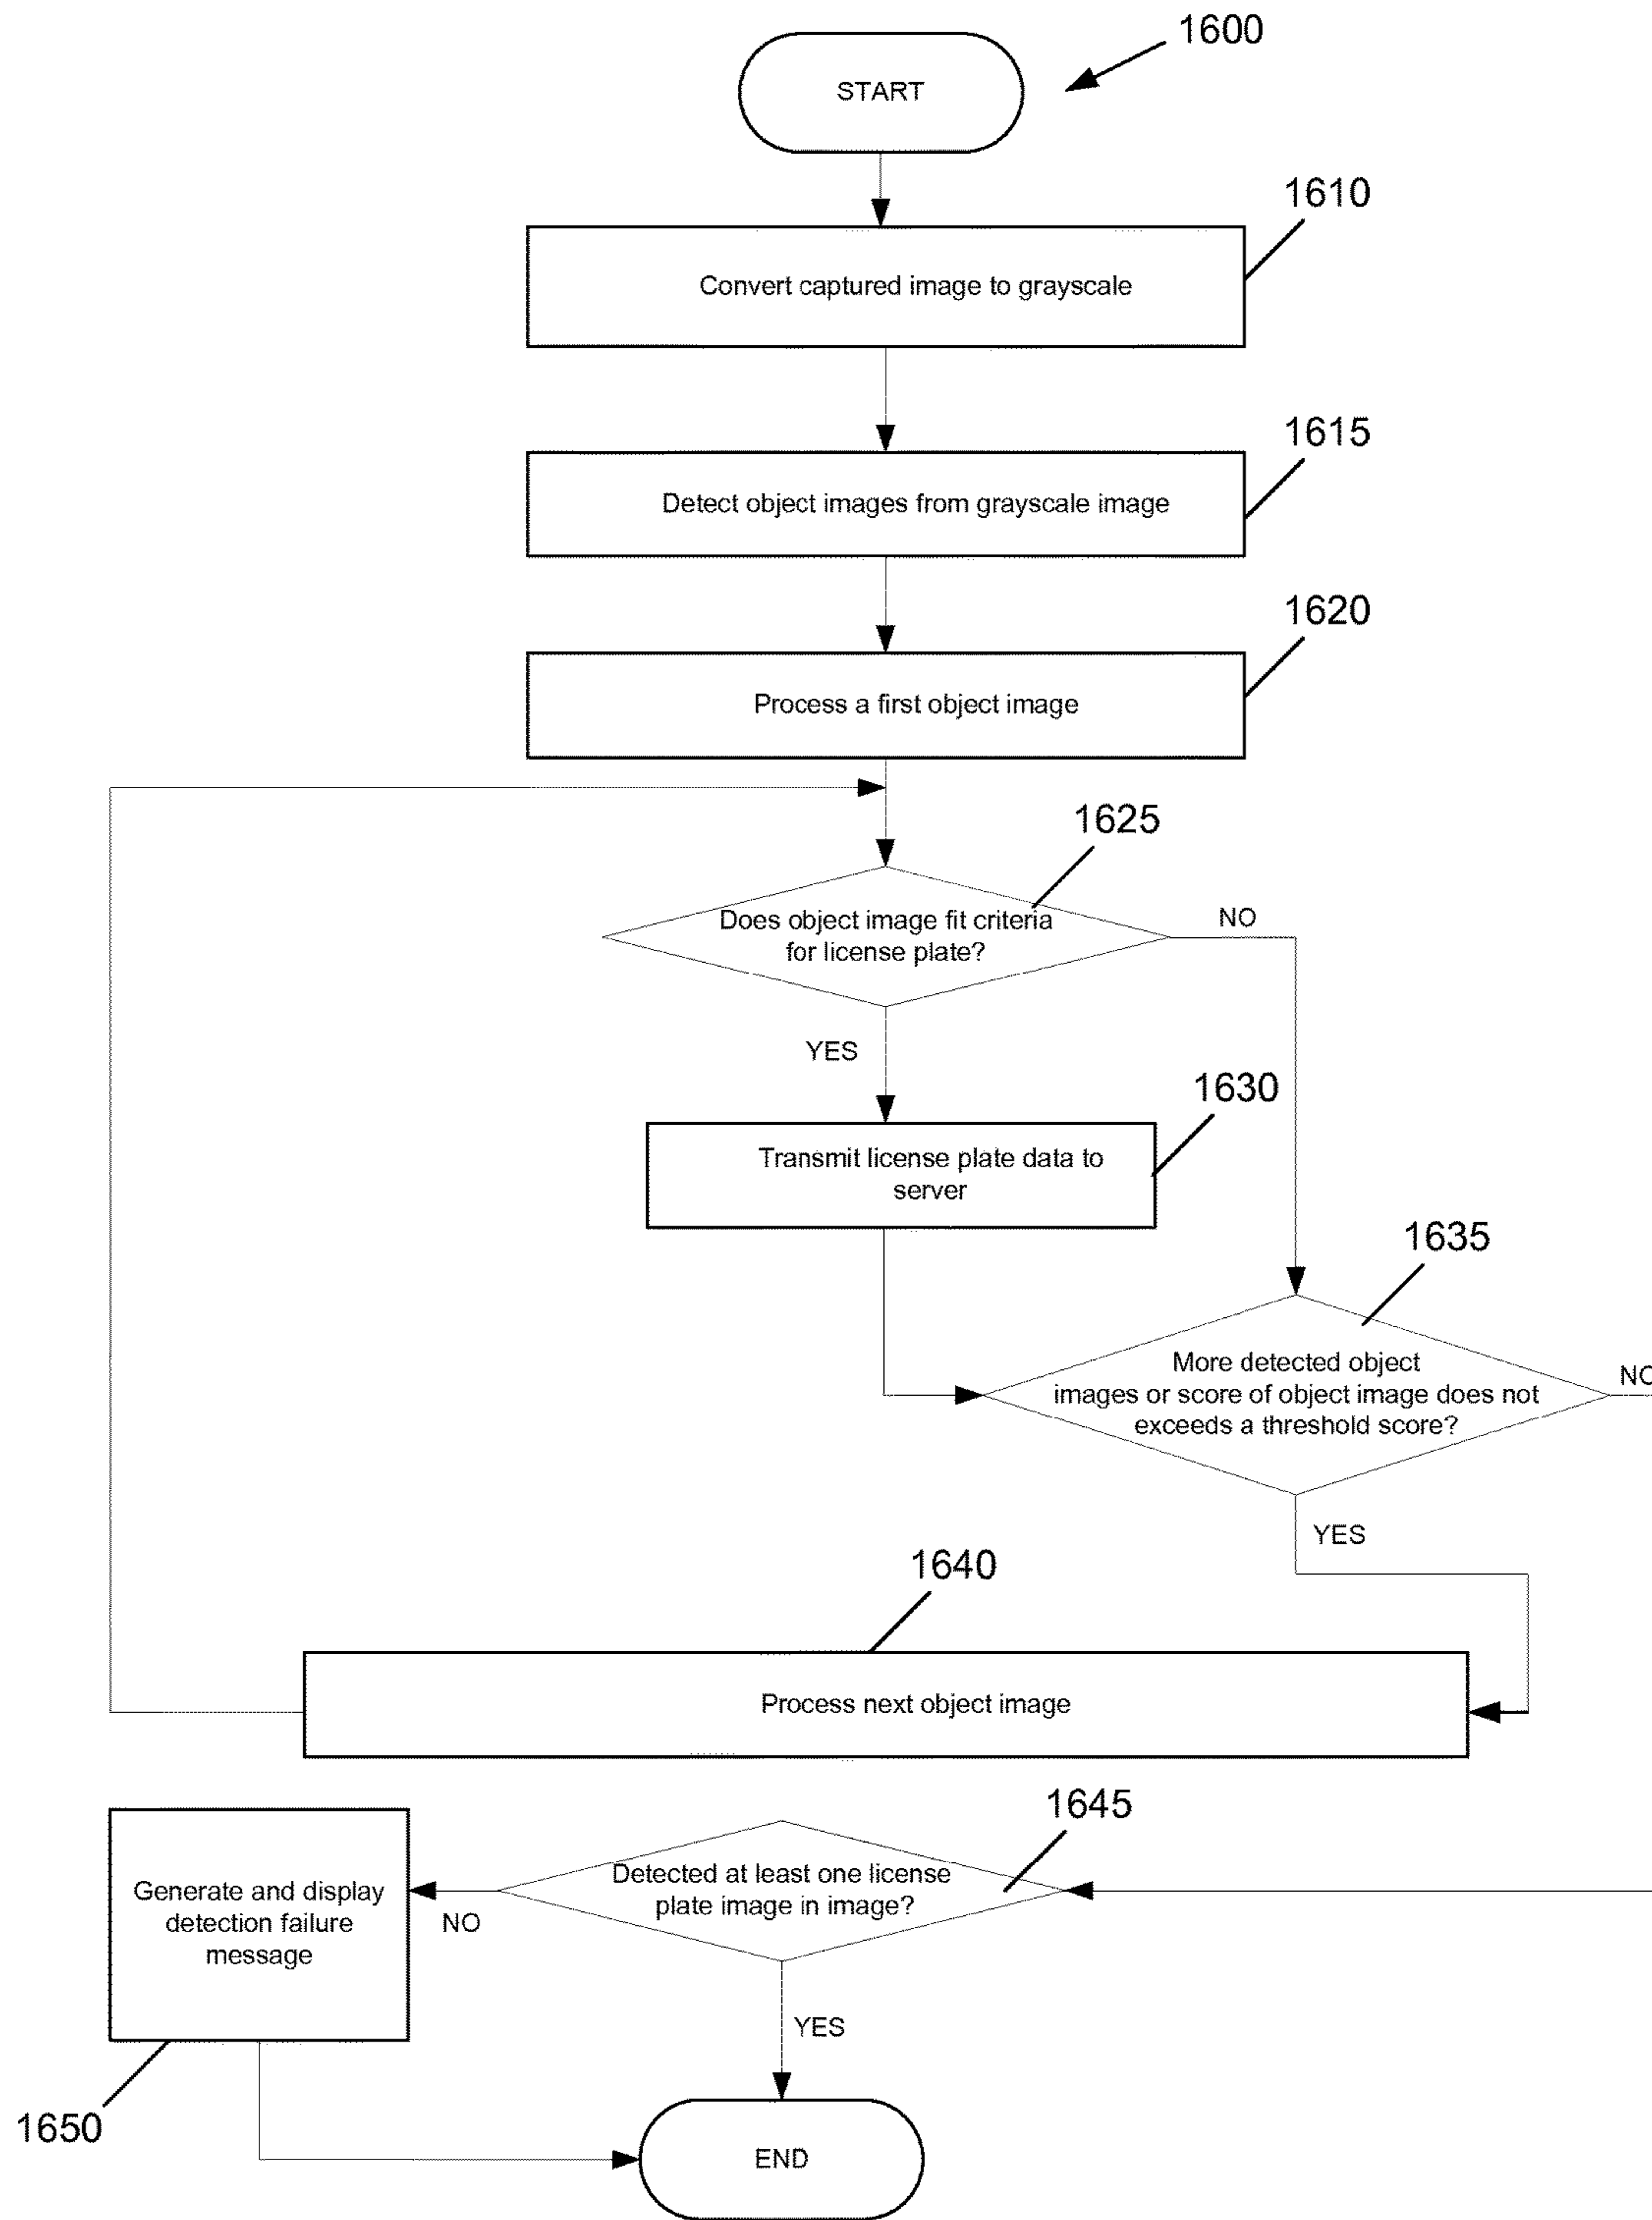 1600
START
1610
Convert captured image to grayscale
1615
Detect object images from grayscale image
1620
Process a first object image
1625
Does object image fit criteria
for license plate?
NO
YES
1630
Transmit license plate data to
server
1635
More detected object
images or score of object image does not
exceeds a threshold score?
NO
YES
1640
Process next object image
1645
Detected at least one license
plate image in image?
Generate and display
detection failure
message
NO
YES
1650
END